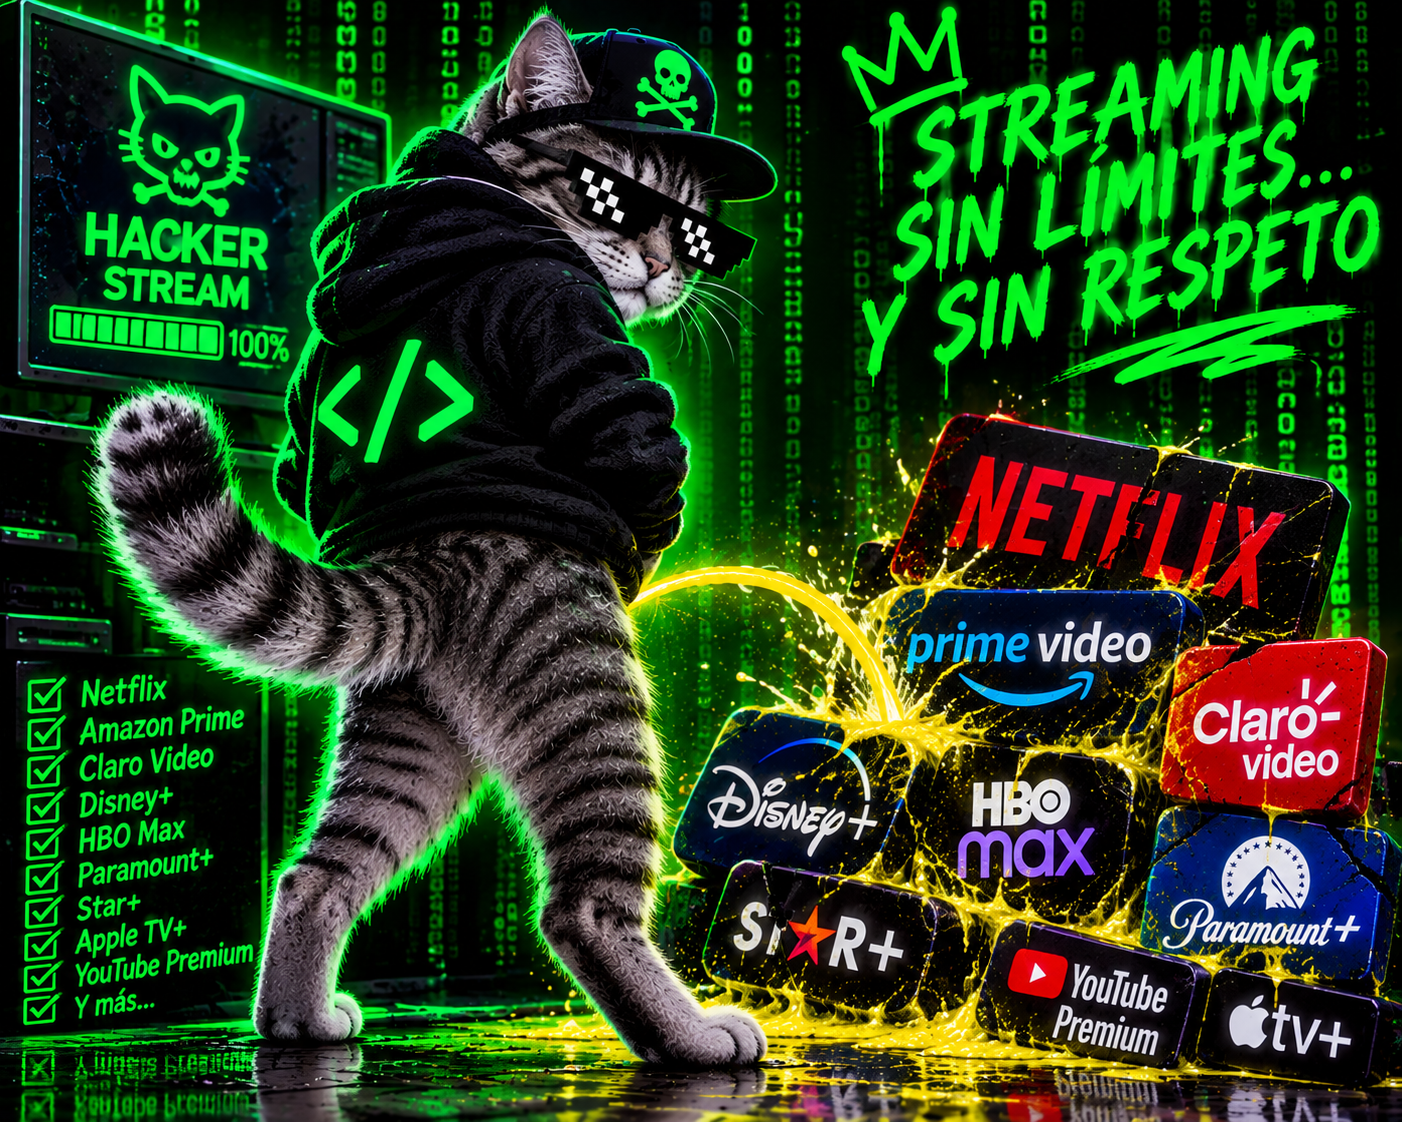 HACKER
STREAM
100%
STREAMING
SIN LÍMITES...
Y SIN RESPETO
</>
NETFLIX
prime video
Claro
video
Disney+
HBO
max
Paramount+
STAR+
YouTube
Premium
tv+
Netflix
Amazon Prime
Claro Video
Disney+
HBO Max
Paramount+
Star+
Apple TV+
YouTube Premium
Y más...